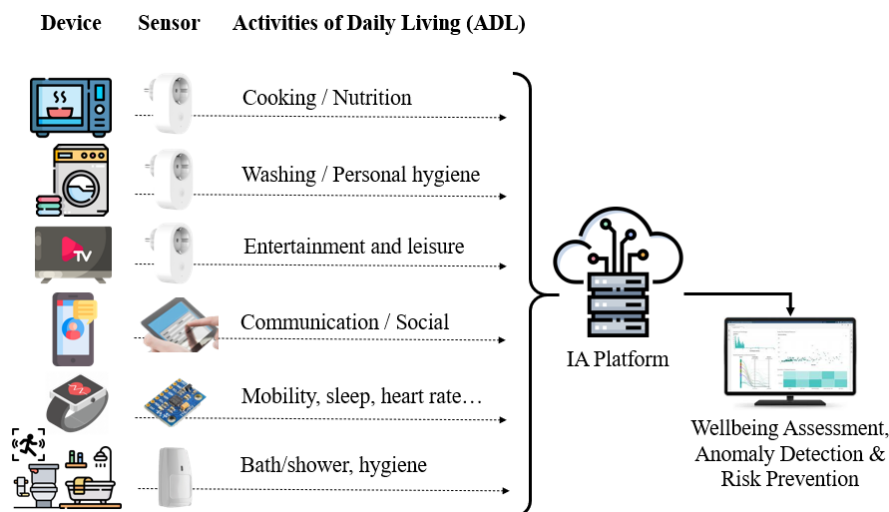 Device Sensor Activities of Daily Living (ADL)
Cooking / Nutrition
Washing / Personal hygiene
TV
Entertainment and leisure
Communication / Social
Mobility, sleep, heart rate…
Bath/shower, hygiene
IA Platform
Wellbeing Assessment,
Anomaly Detection &
Risk Prevention